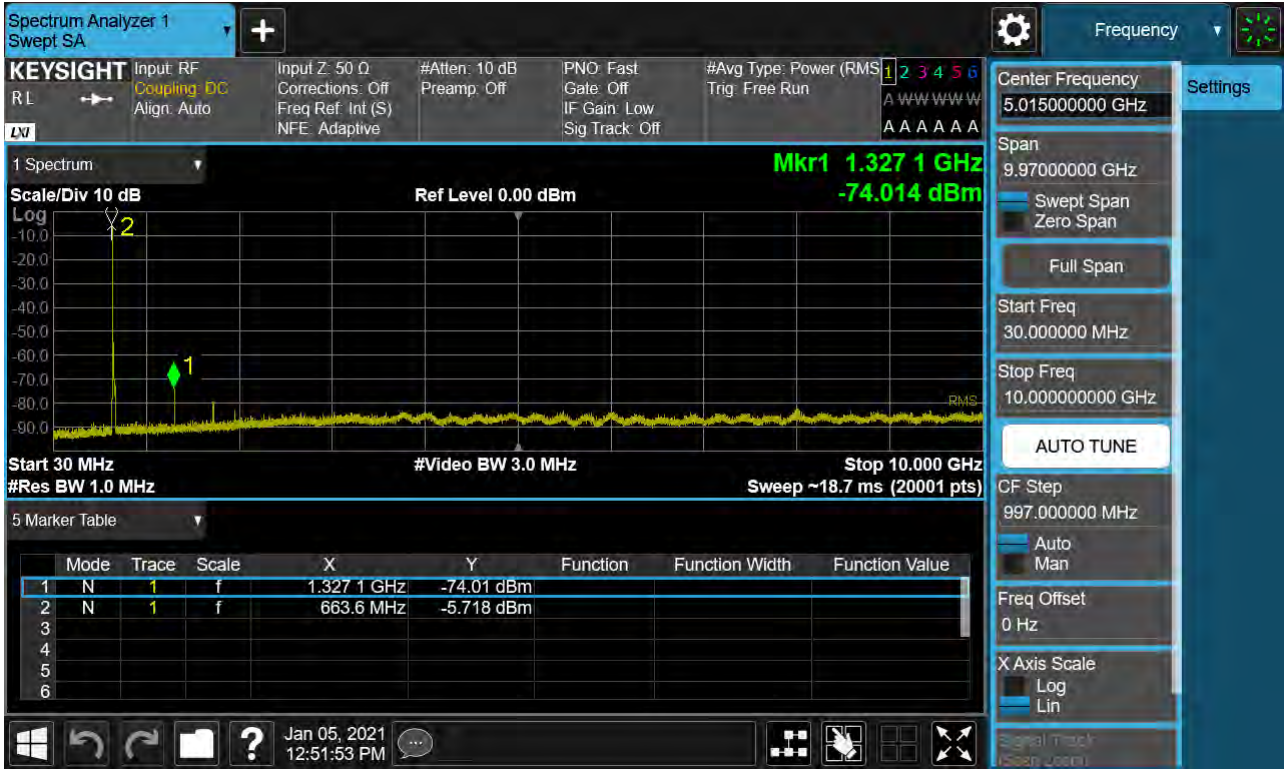 Spectrum Analyzer 1
Swept SA
+
Frequency
KEYSIGHT
R L
LXI
Input: RF
Coupling: DC
Align: Auto
Input Z: 50 Ω
Corrections: Off
Freq Ref: Int (S)
NFE: Adaptive
#Atten: 10 dB
Preamp: Off
PNO: Fast
Gate: Off
IF Gain: Low
Sig Track: Off
#Avg Type: Power (RMS
Trig: Free Run
1 2 3 4 5 6
A W W W W W
A A A A A A
1 Spectrum
Scale/Div 10 dB
Ref Level 0.00 dBm
Mkr1 1.327 1 GHz
-74.014 dBm
Log
-10.0
-20.0
-30.0
-40.0
-50.0
-60.0
-70.0
-80.0
-90.0
2
1
RMS
Start 30 MHz
#Video BW 3.0 MHz
Stop 10.000 GHz
#Res BW 1.0 MHz
Sweep ~18.7 ms (20001 pts)
5 Marker Table
Mode Trace Scale X Y Function Function Width Function Value
1 N 1 f 1.327 1 GHz -74.01 dBm
2 N 1 f 663.6 MHz -5.718 dBm
3
4
5
6
?
Jan 05, 2021
12:51:53 PM
Center Frequency
5.015000000 GHz
Settings
Span
9.97000000 GHz
Swept Span
Zero Span
Full Span
Start Freq
30.000000 MHz
Stop Freq
10.000000000 GHz
AUTO TUNE
CF Step
997.000000 MHz
Auto
Man
Freq Offset
0 Hz
X Axis Scale
Log
Lin
Signal Track
(Span Zoom)